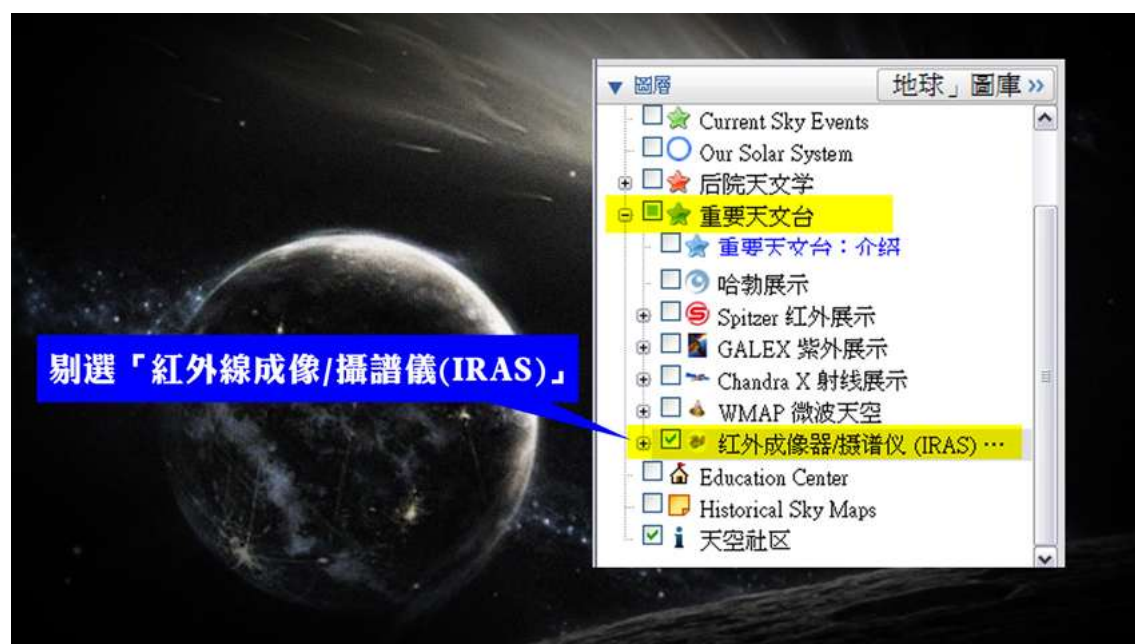 圖層
地球」圖庫 »
Current Sky Events
Our Solar System
后院天文学
重要天文台
重要天文台：介绍
哈勃展示
Spitzer 红外展示
GALEX 紫外展示
Chandra X 射线展示
WMAP 微波天空
红外成像器/摄谱仪 (IRAS) ⋯
Education Center
Historical Sky Maps
天空社区
剔選「紅外線成像/攝譜儀(IRAS)」